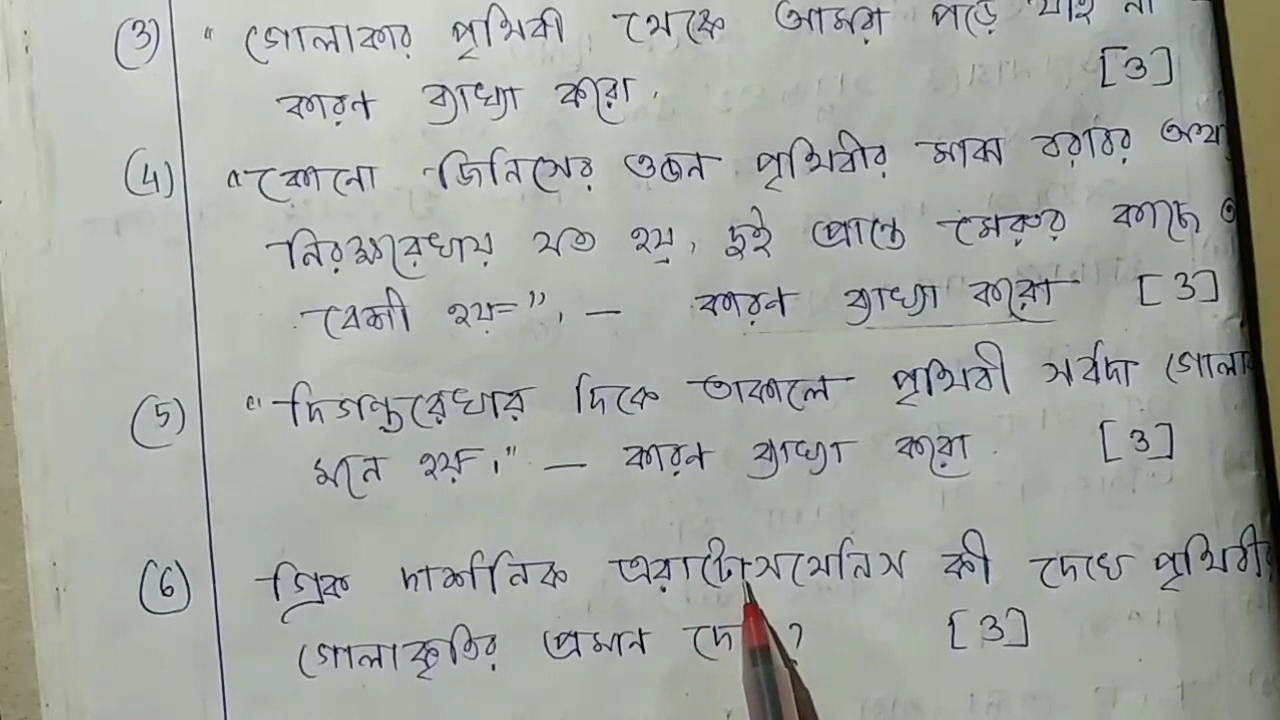 (3) "গোলাকার পৃথিবী থেকে আমরা পড়ে যাই না
কারন ব্যাখ্যা করো. [3]
(4) "কোনো জিনিসের ওজন পৃথিবীর মাঝ বরাবর
নিরক্ষরেখায় যত হয়, দুই প্রান্তে মেরুর কাছে
বেশী হয়"। — কারন ব্যাখ্যা করো [3]
(5) "দিগন্তরেখার দিকে তাকালে পৃথিবী সর্বদা
মনে হয়।" — কারন ব্যাখ্যা করো. [3]
(6) গ্রিক দার্শনিক এরাটোসথেনিস কী দেখে পৃথিবীর
গোলাকৃতির প্রমান ? [3]